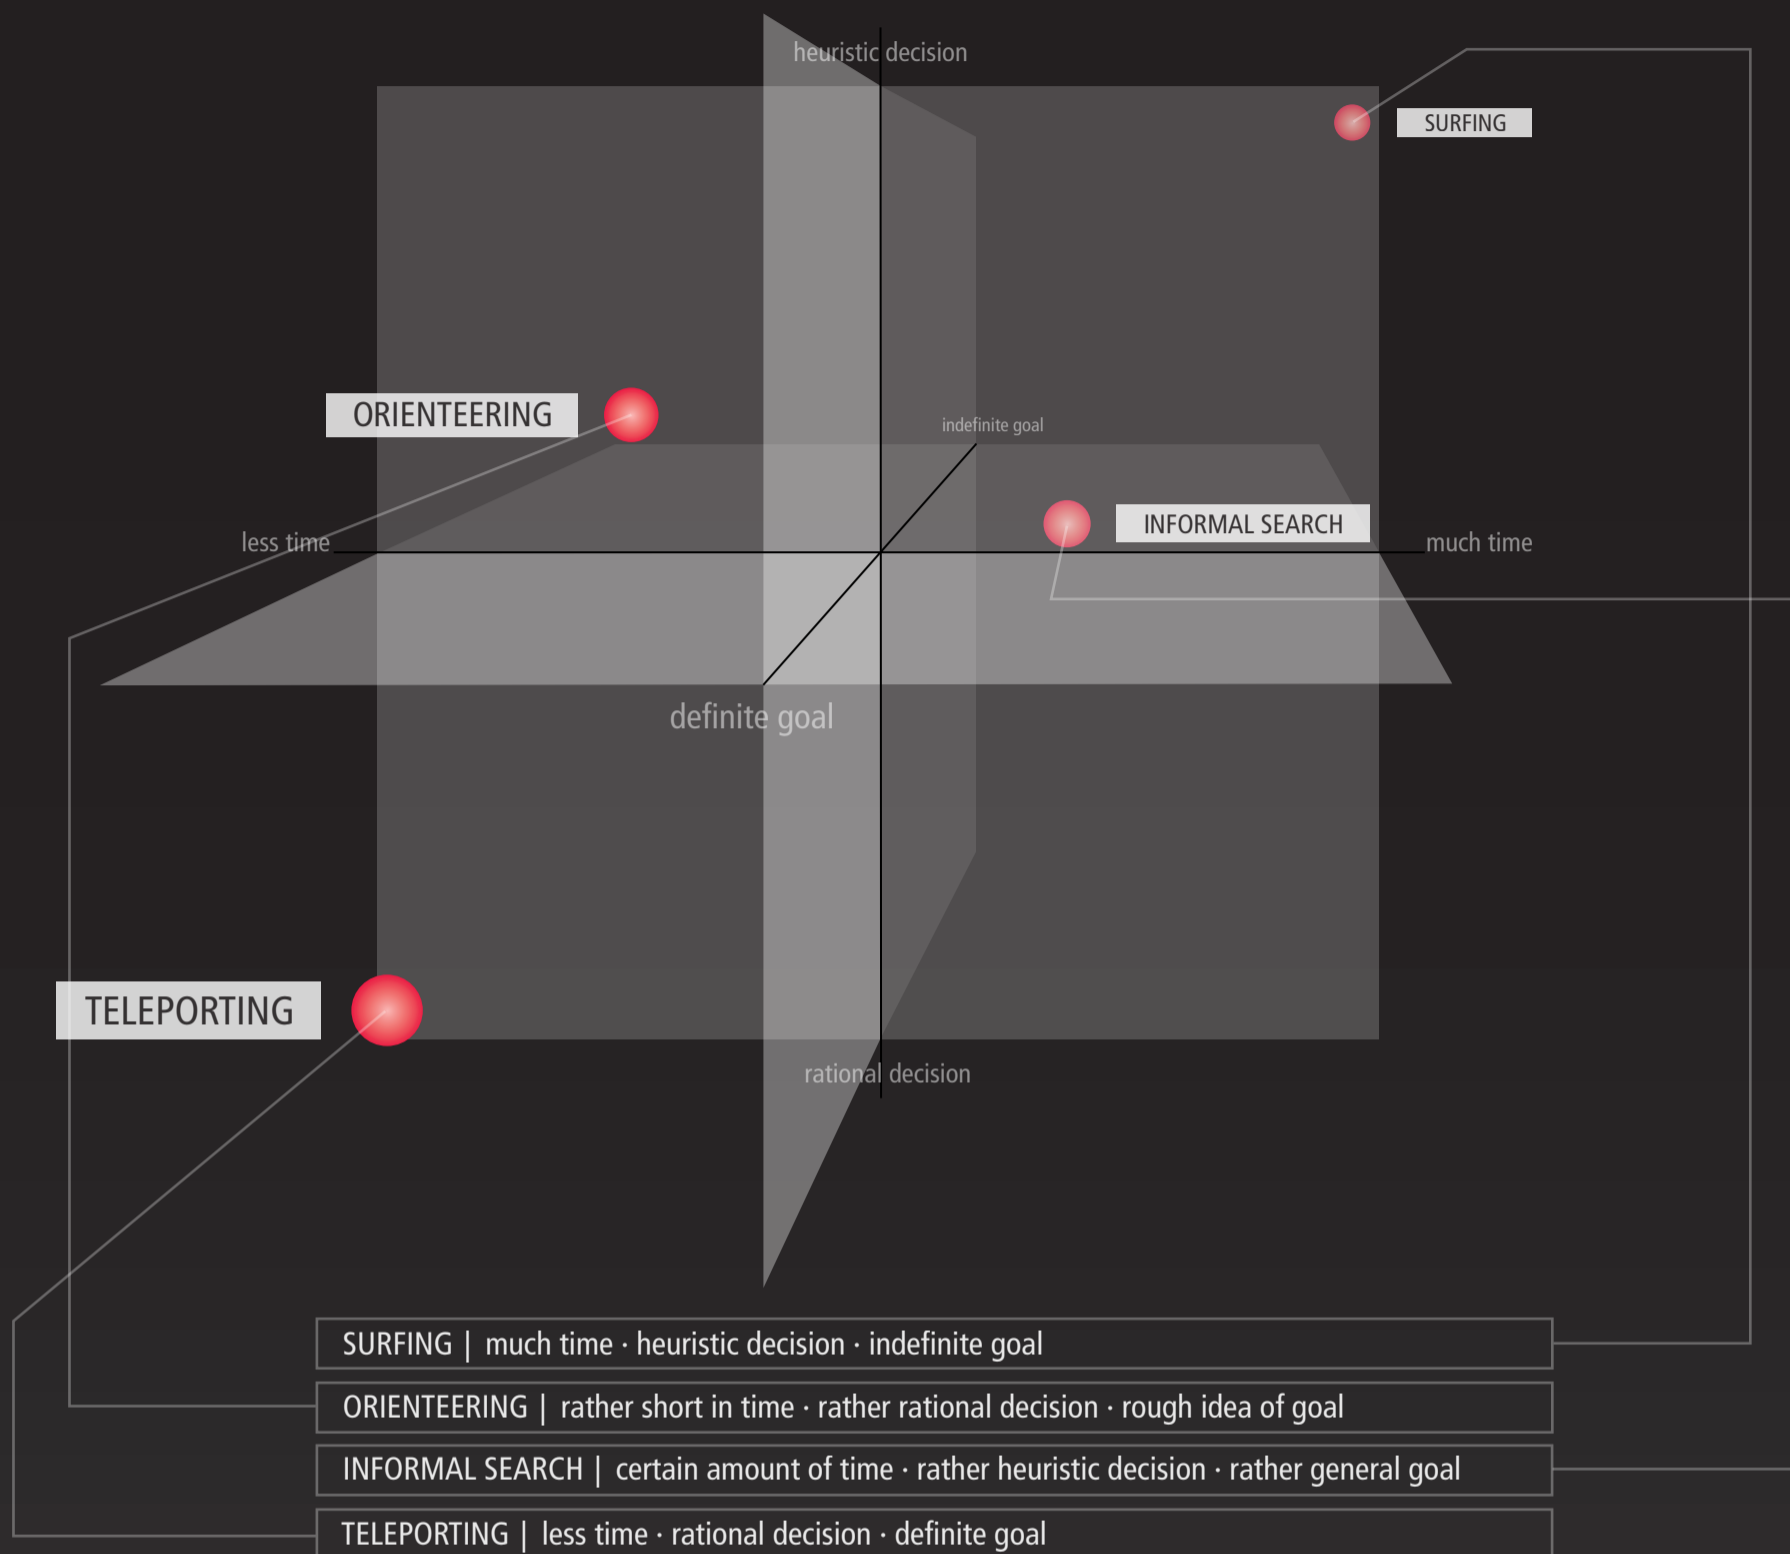 heuristic decision
SURFING
ORIENTEERING
indefinite goal
INFORMAL SEARCH
less time
much time
definite goal
TELEPORTING
rational decision
SURFING | much time · heuristic decision · indefinite goal
ORIENTEERING | rather short in time · rather rational decision · rough idea of goal
INFORMAL SEARCH | certain amount of time · rather heuristic decision · rather general goal
TELEPORTING | less time · rational decision · definite goal